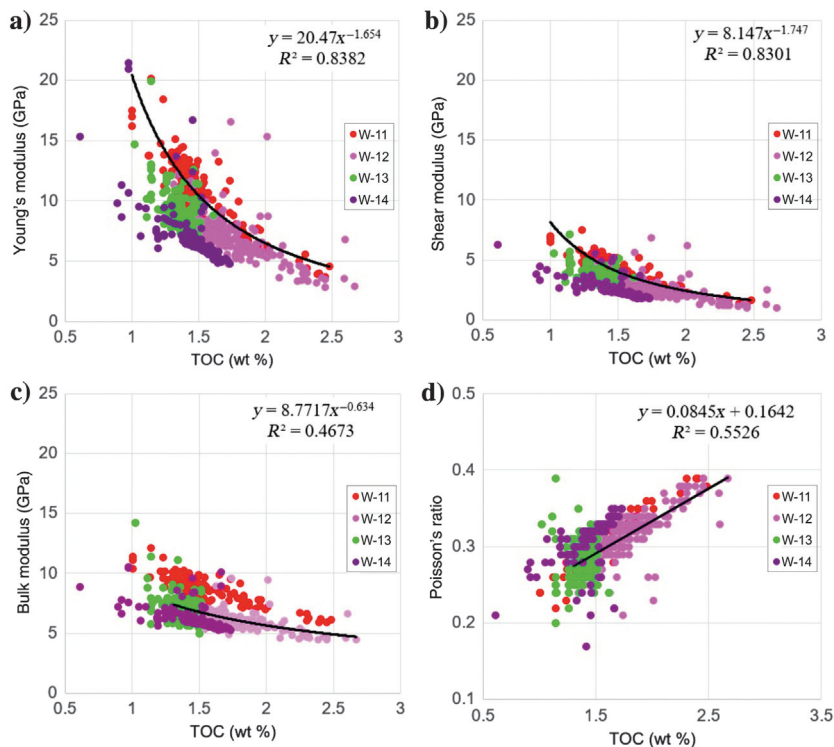 a)
y = 20.47x^−1.654
R² = 0.8382
25
20
15
10
5
0
Young's modulus (GPa)
W-11
W-12
W-13
W-14
0.5 1 1.5 2 2.5 3
TOC (wt %)
b)
y = 8.147x^−1.747
R² = 0.8301
25
20
15
10
5
0
Shear modulus (GPa)
W-11
W-12
W-13
W-14
0.5 1 1.5 2 2.5 3
TOC (wt %)
c)
y = 8.7717x^−0.634
R² = 0.4673
25
20
15
10
5
0
Bulk modulus (GPa)
W-11
W-12
W-13
W-14
0.5 1 1.5 2 2.5 3
TOC (wt %)
d)
y = 0.0845x + 0.1642
R² = 0.5526
0.5
0.4
0.3
0.2
0.1
Poisson's ratio
W-11
W-12
W-13
W-14
0.5 1.5 2.5 3.5
TOC (wt %)